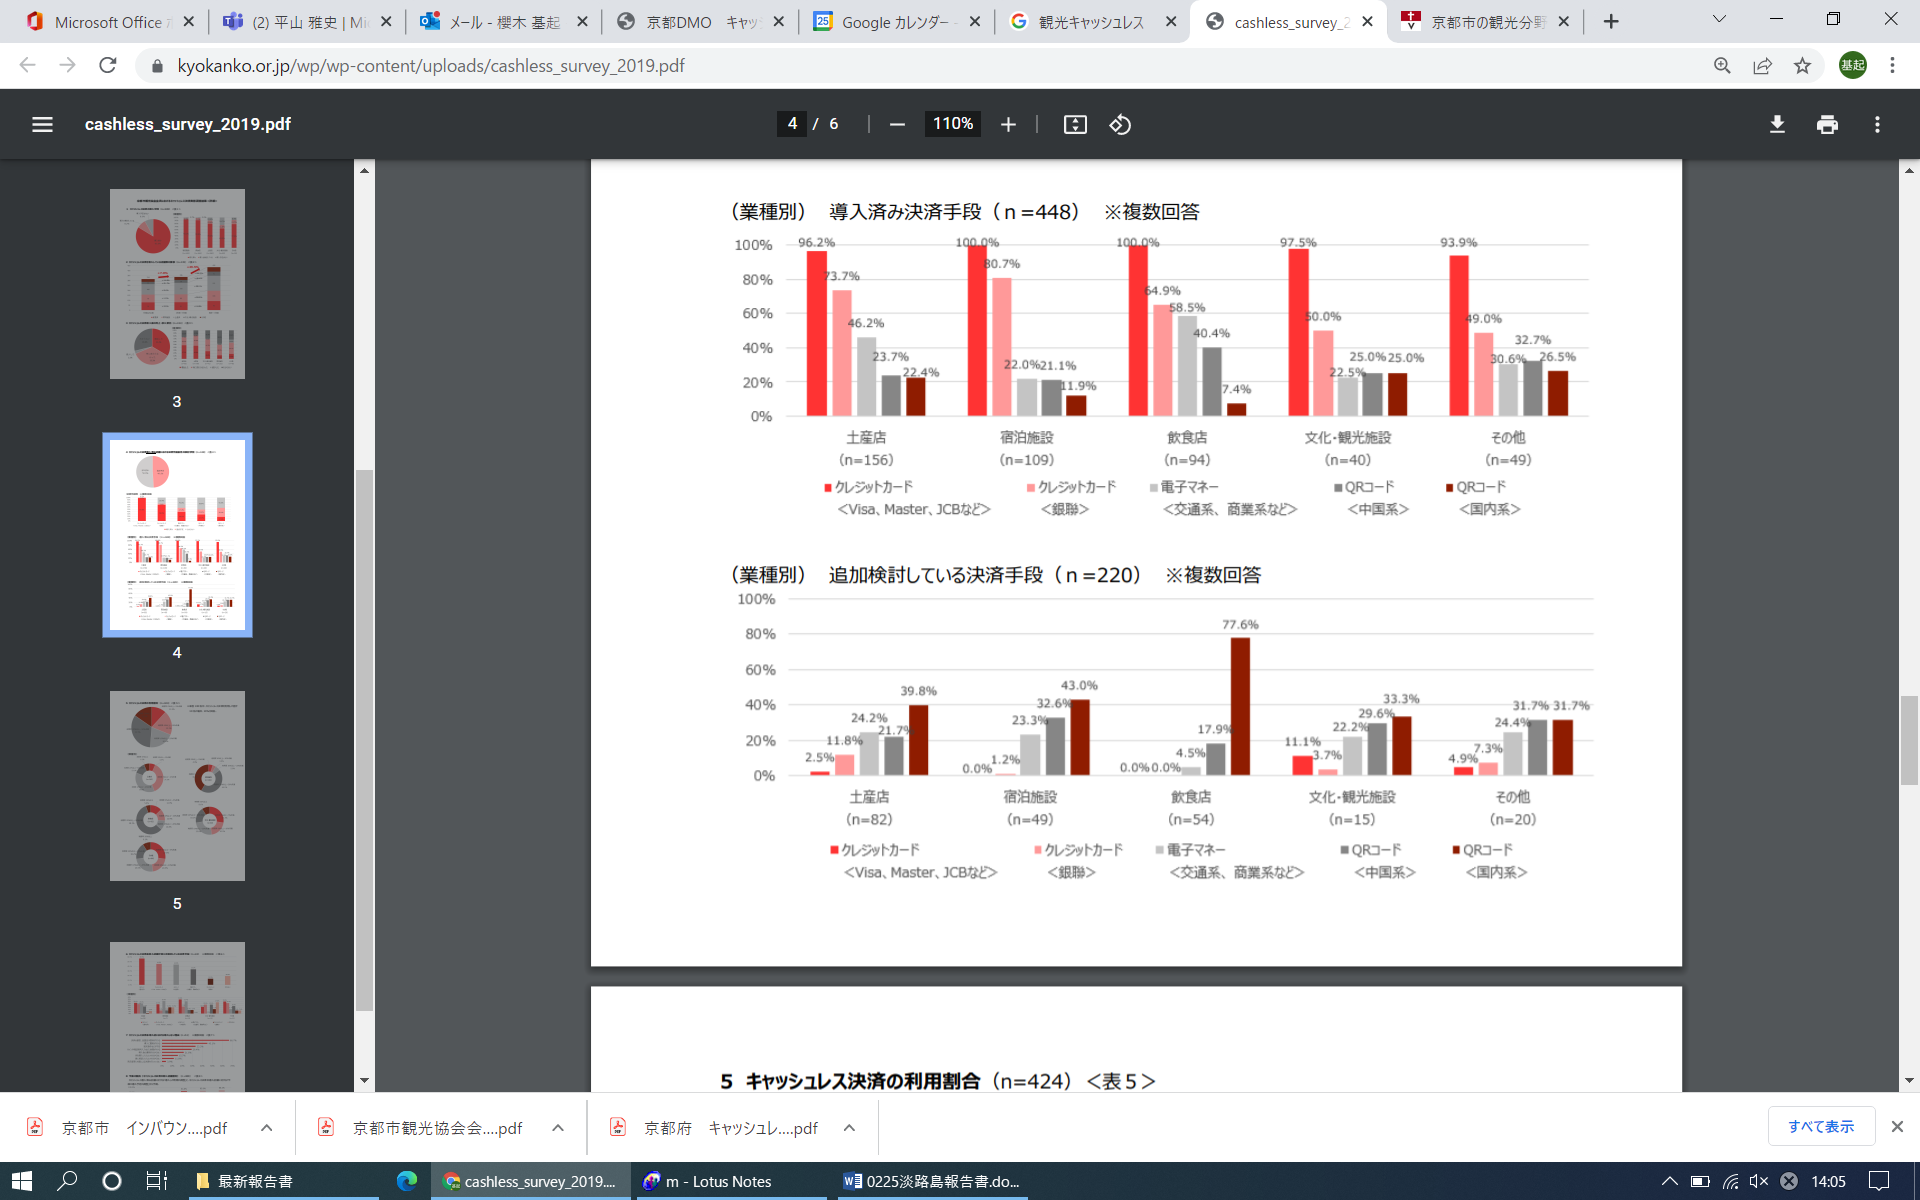 Microsoft Office ホ
(2) 平山 雅史 | Mi
メール - 櫻木 基起
京都DMO キャッ
Google カレンダー -
観光キャッシュレス
cashless_survey_2
京都市の観光分野
kyokanko.or.jp/wp/wp-content/uploads/cashless_survey_2019.pdf
基起
cashless_survey_2019.pdf
4 / 6
110%
3
4
5
（業種別） 導入済み決済手段（ｎ=448） ※複数回答
100% 96.2% 100.0% 100.0% 97.5% 93.9%
80% 73.7% 80.7% 64.9% 58.5%
60% 46.2% 50.0% 49.0%
40% 23.7% 22.0% 21.1% 40.4% 25.0% 25.0% 32.7%
20% 22.4% 11.9% 7.4% 22.5% 30.6% 26.5%
0%
土産店 宿泊施設 飲食店 文化・観光施設 その他
（n=156） （n=109） （n=94） （n=40） （n=49）
クレジットカード クレジットカード 電子マネー QRコード QRコード
＜Visa、Master、JCBなど＞ ＜銀聯＞ ＜交通系、商業系など＞ ＜中国系＞ ＜国内系＞
（業種別） 追加検討している決済手段（ｎ=220） ※複数回答
100%
80% 77.6%
60%
40% 39.8% 43.0% 33.3%
24.2% 21.7% 23.3% 32.6% 17.9% 22.2% 29.6% 24.4% 31.7% 31.7%
20% 2.5% 11.8% 0.0% 1.2% 0.0% 0.0% 4.5% 11.1% 3.7% 4.9% 7.3%
0%
土産店 宿泊施設 飲食店 文化・観光施設 その他
（n=82） （n=49） （n=54） （n=15） （n=20）
クレジットカード クレジットカード 電子マネー QRコード QRコード
＜Visa、Master、JCBなど＞ ＜銀聯＞ ＜交通系、商業系など＞ ＜中国系＞ ＜国内系＞
5 キャッシュレス決済の利用割合（n=424）＜表５＞
京都市 インバウン....pdf
京都市観光協会会....pdf
京都府 キャッシュレ....pdf
すべて表示
最新報告書
cashless_survey_2019....
m - Lotus Notes
0225淡路島報告書.do...
14:05